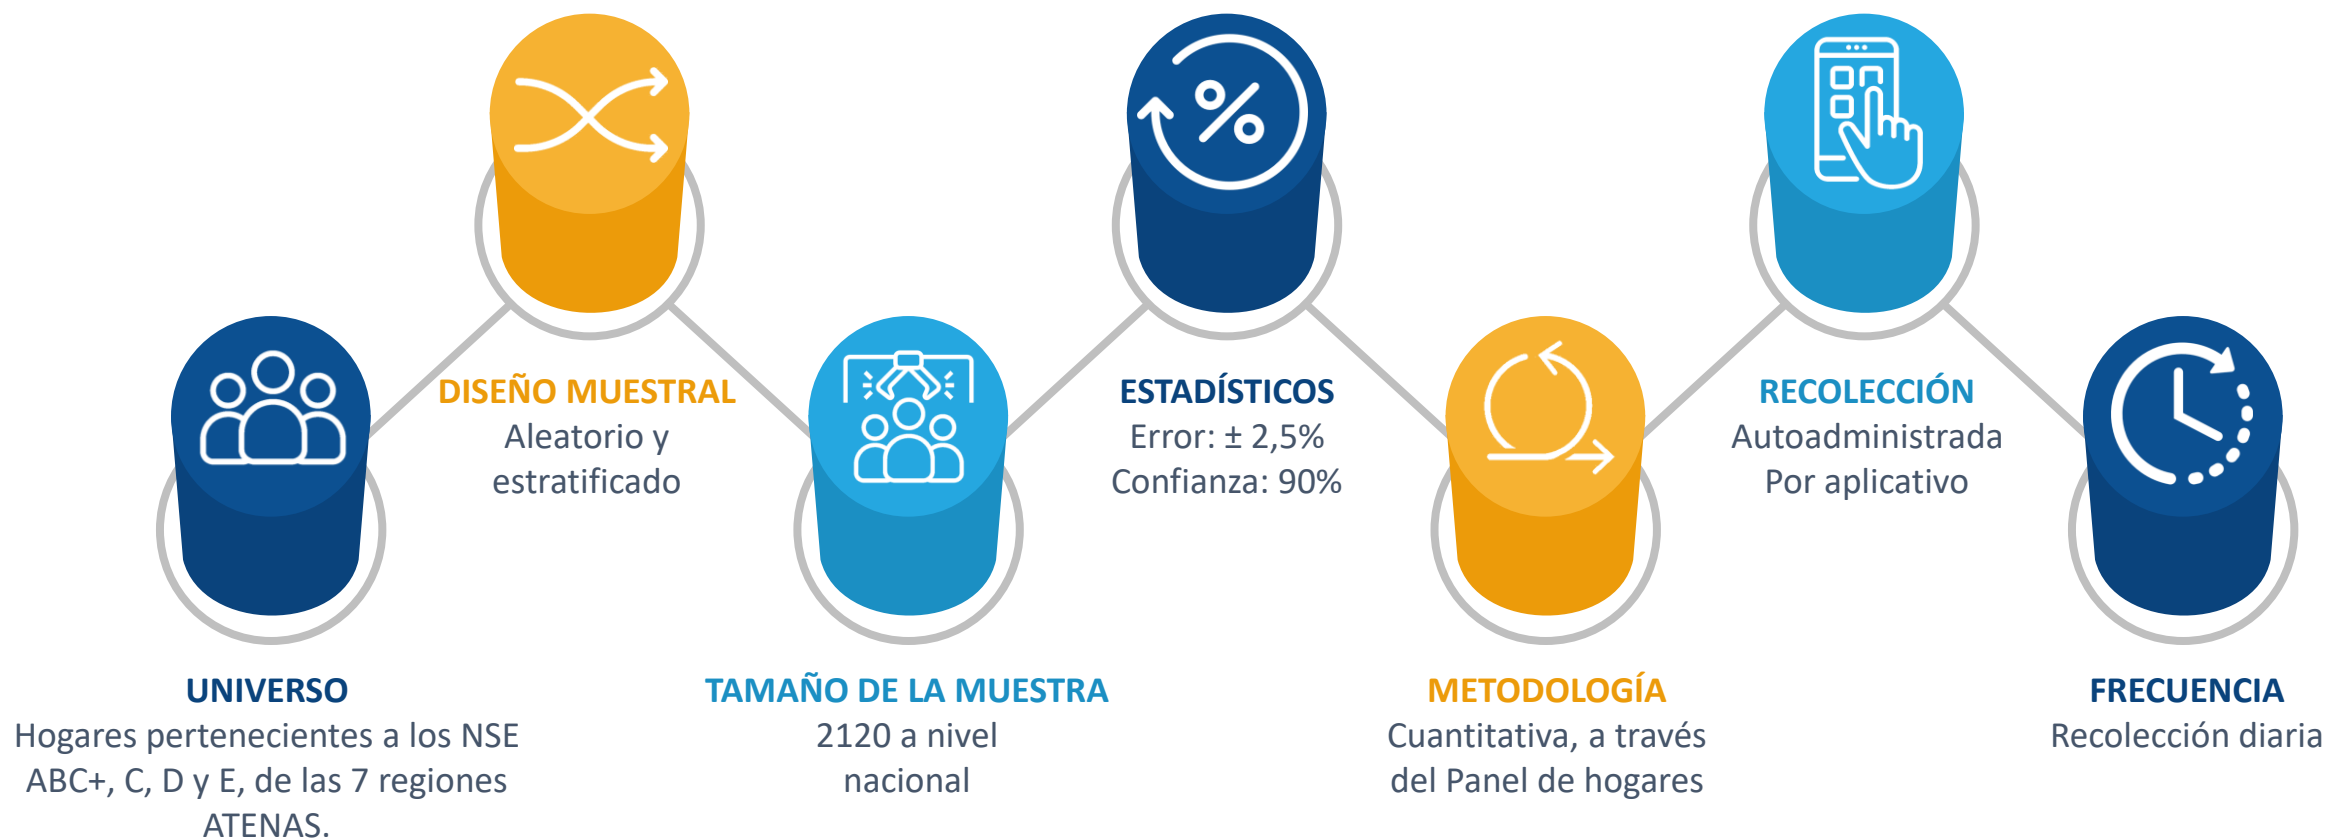 UNIVERSO
Hogares pertenecientes a los NSE
ABC+, C, D y E, de las 7 regiones
ATENAS.
DISEÑO MUESTRAL
Aleatorio y
estratificado
TAMAÑO DE LA MUESTRA
2120 a nivel
nacional
%
ESTADÍSTICOS
Error: ± 2,5%
Confianza: 90%
METODOLOGÍA
Cuantitativa, a través
del Panel de hogares
RECOLECCIÓN
Autoadministrada
Por aplicativo
FRECUENCIA
Recolección diaria